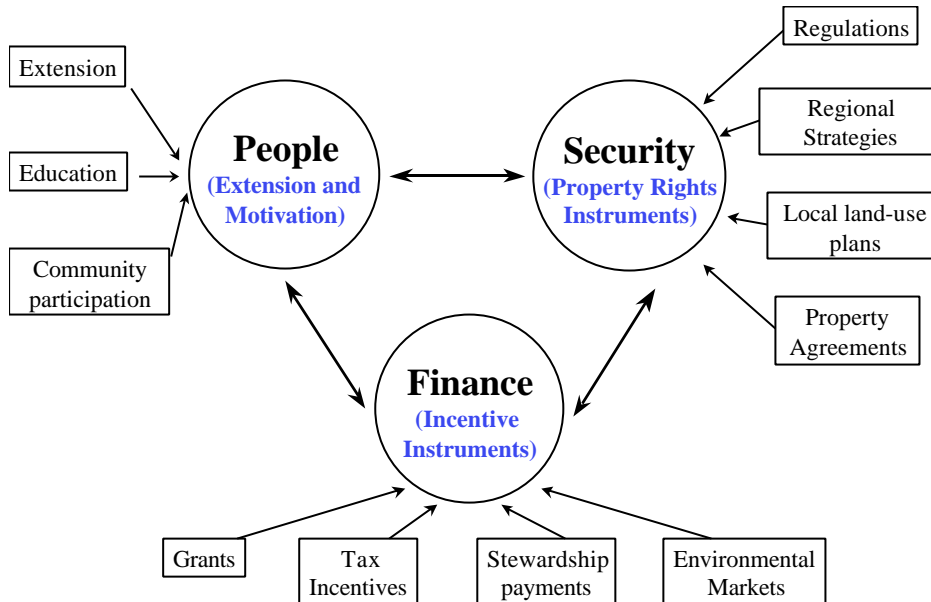 Regulations
Extension
Regional
Strategies
People
(Extension and
Motivation)
Security
(Property Rights
Instruments)
Education
Local land-use
plans
Community
participation
Property
Agreements
Finance
(Incentive
Instruments)
Grants
Tax
Incentives
Stewardship
payments
Environmental
Markets